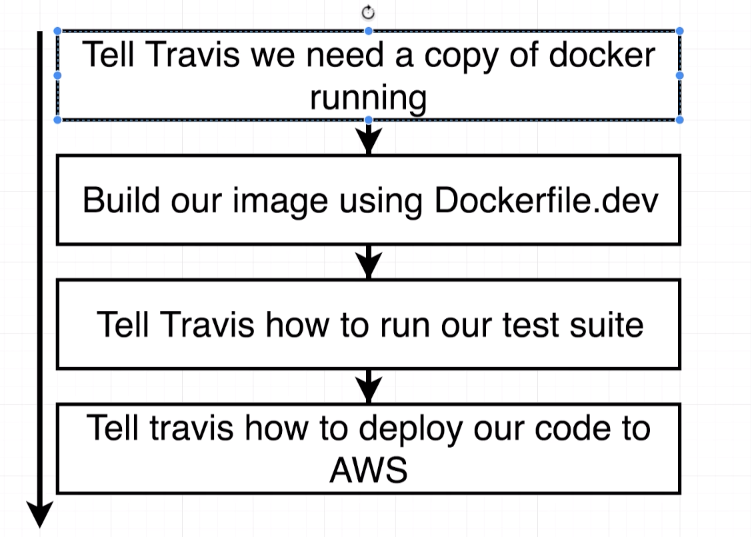 Tell Travis we need a copy of docker
running
Build our image using Dockerfile.dev
Tell Travis how to run our test suite
Tell travis how to deploy our code to
AWS